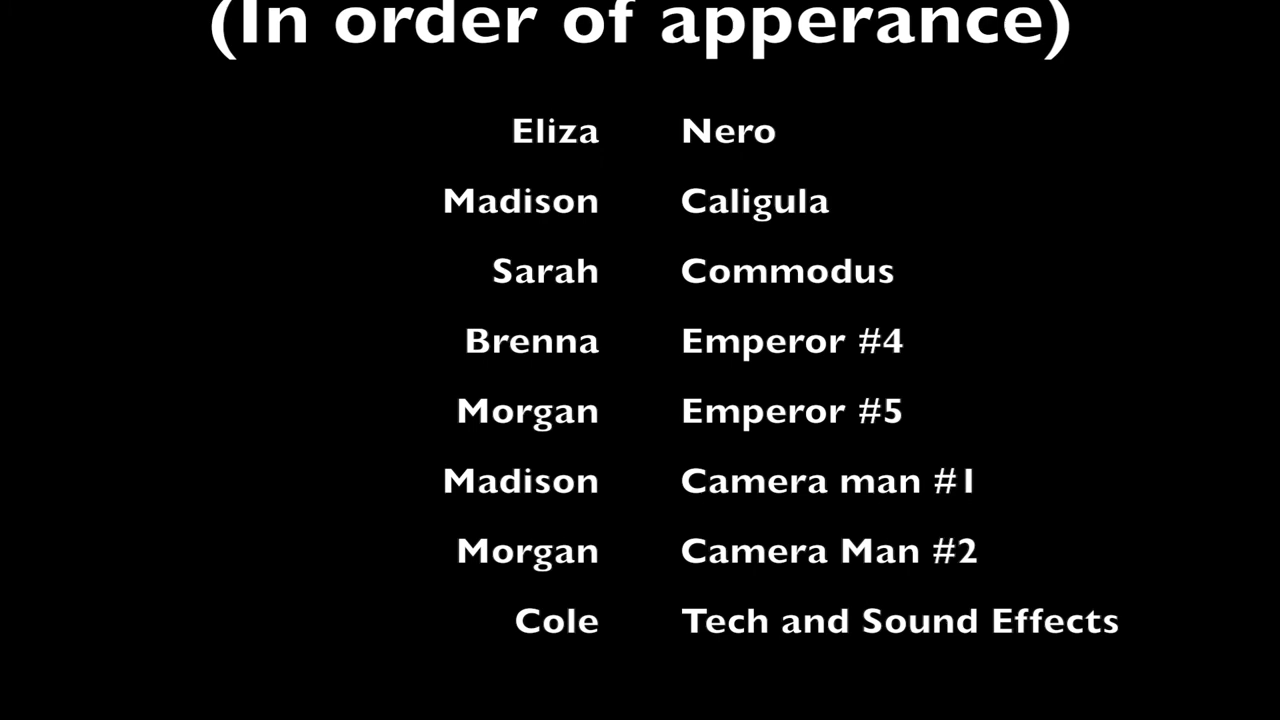 (In order of apperance)
Eliza Nero
Madison Caligula
Sarah Commodus
Brenna Emperor #4
Morgan Emperor #5
Madison Camera man #1
Morgan Camera Man #2
Cole Tech and Sound Effects